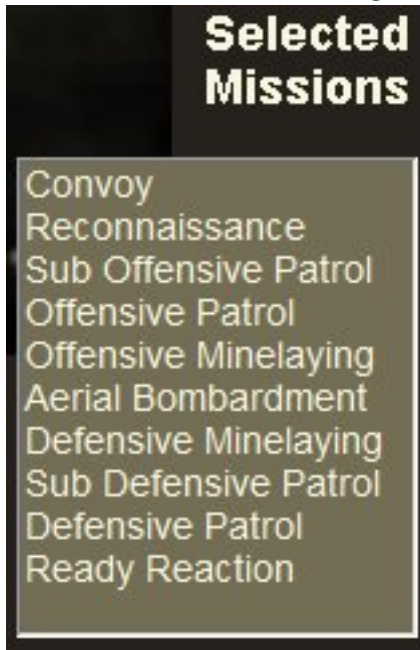 Selected
Missions
Convoy
Reconnaissance
Sub Offensive Patrol
Offensive Patrol
Offensive Minelaying
Aerial Bombardment
Defensive Minelaying
Sub Defensive Patrol
Defensive Patrol
Ready Reaction